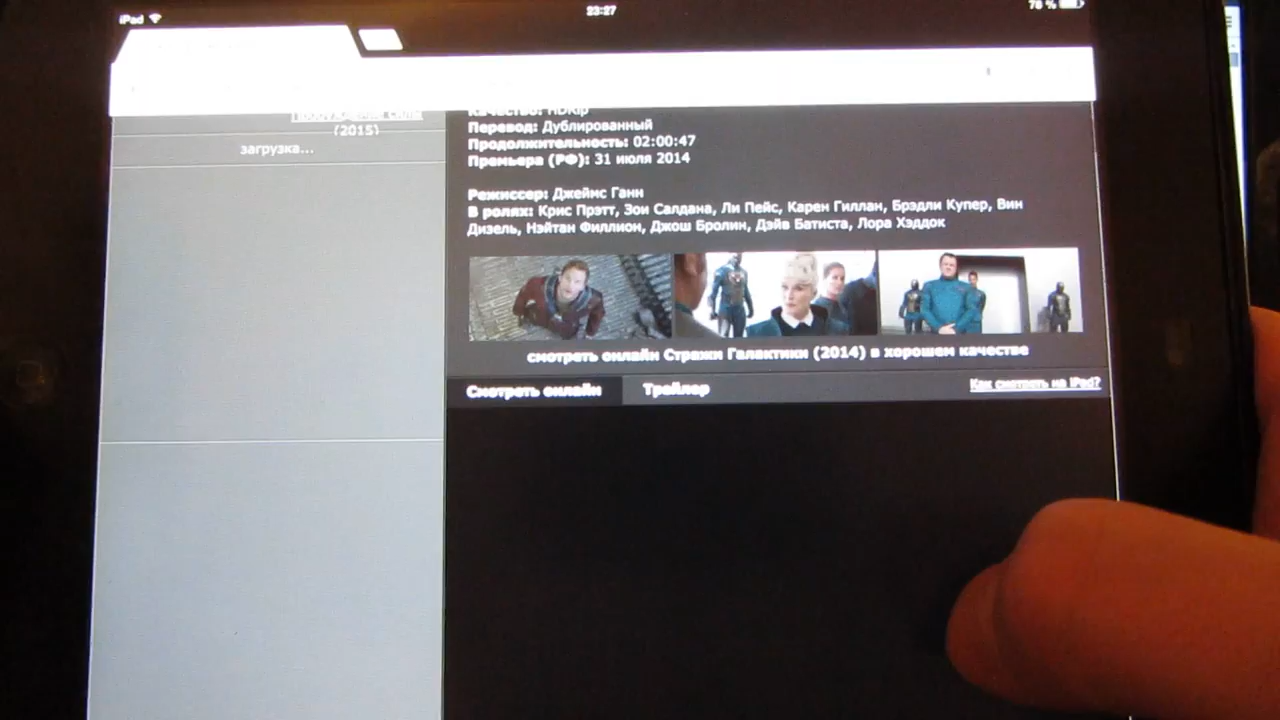 iPad 23:27 78 %
(2015)
загрузка...
Качество: HDRip
Перевод: Дублированный
Продолжительность: 02:00:47
Премьера (РФ): 31 июля 2014
Режиссер: Джеймс Ганн
В ролях: Крис Прэтт, Зои Салдана, Ли Пейс, Карен Гиллан, Брэдли Купер, Вин
Дизель, Нэйтан Филлион, Джош Бролин, Дэйв Батиста, Лора Хэддок
смотреть онлайн Стражи Галактики (2014) в хорошем качестве
Смотреть онлайн Трейлер Как смотреть на iPad?